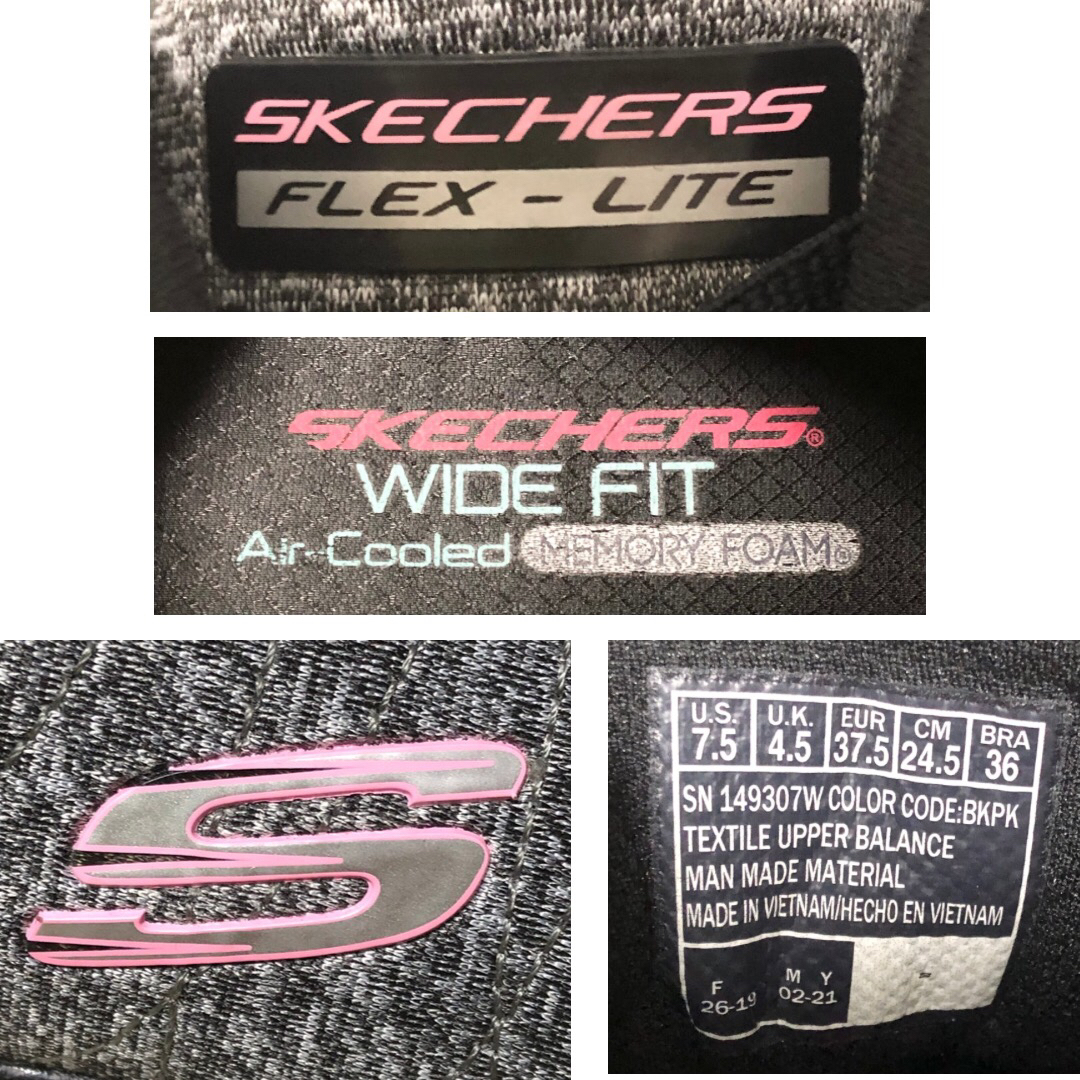 SKECHERS
FLEX - LITE
SKECHERS®
WIDE FIT
Air-Cooled MEMORY FOAM®
S
U.S. U.K. EUR CM BRA
7.5 4.5 37.5 24.5 36
SN 149307W COLOR CODE:BKPK
TEXTILE UPPER BALANCE
MAN MADE MATERIAL
MADE IN VIETNAM/HECHO EN VIETNAM
F M Y
26-19 02-21